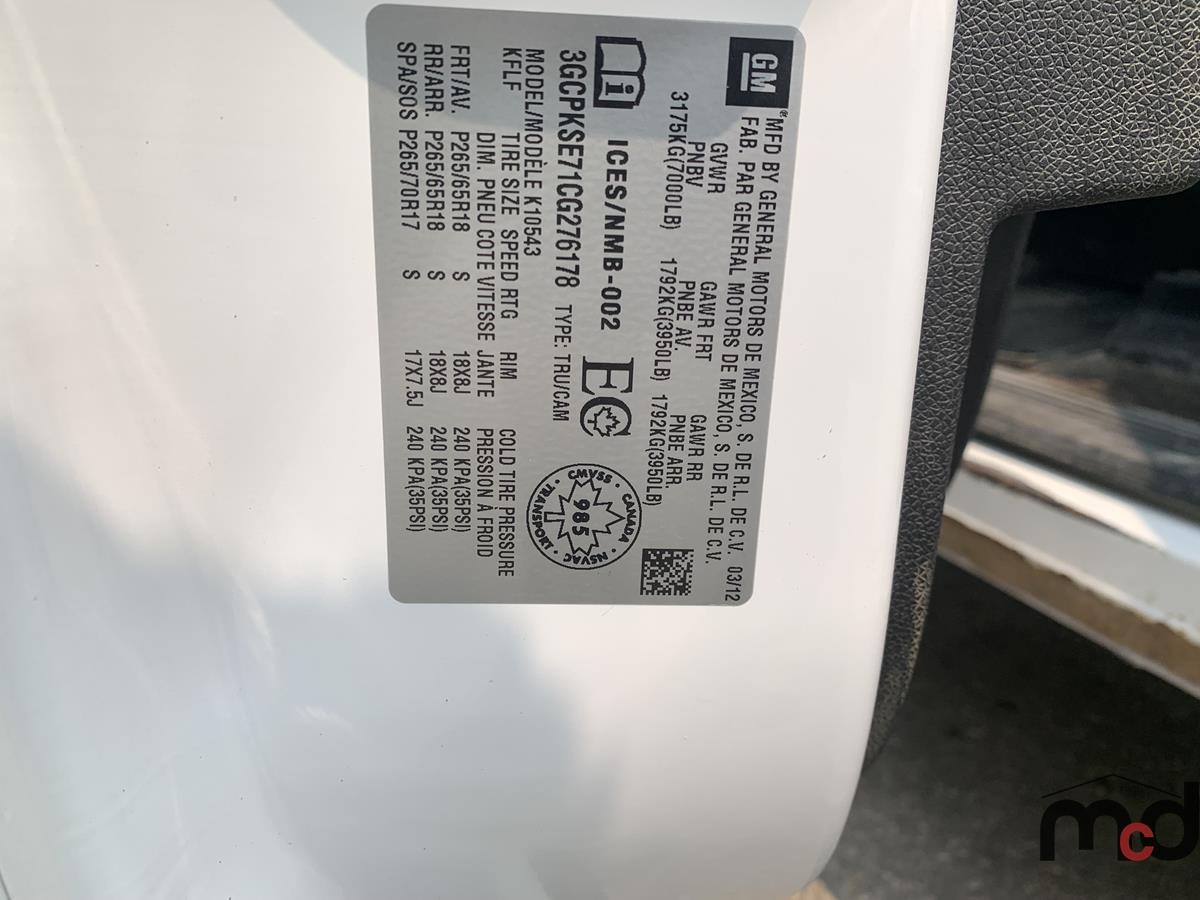 GM ®
MFD BY GENERAL MOTORS DE MEXICO, S. DE R.L. DE C.V. 03/12
FAB. PAR GENERAL MOTORS DE MEXICO, S. DE R.L. DE C.V.
GVWR GAWR FRT GAWR RR
PNBV PNBE AV. PNBE ARR.
3175KG(7000LB) 1792KG(3950LB) 1792KG(3950LB)
i ICES/NMB-002 EC
CANADA · NSVAC · TRANSPORT · CMVSS ·
985
3GCPKSE71CG276178 TYPE: TRU/CAM
MODEL/MODÈLE K10543
KFLF TIRE SIZE SPEED RTG RIM COLD TIRE PRESSURE
DIM. PNEU COTE VITESSE JANTE PRESSION À FROID
FRT/AV. P265/65R18 S 18X8J 240 KPA(35PSI)
RR/ARR. P265/65R18 S 18X8J 240 KPA(35PSI)
SPA/SOS P265/70R17 S 17X7.5J 240 KPA(35PSI)
mcd